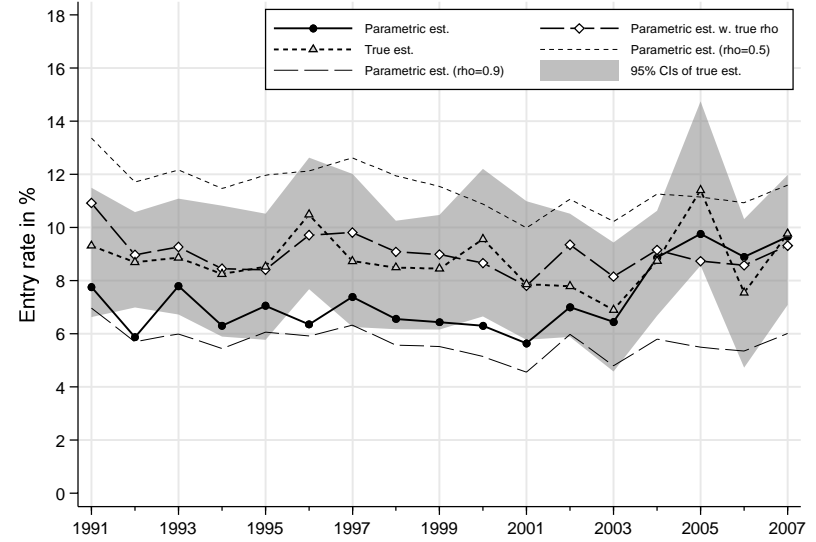 18
16
14
12
10
8
6
4
2
0
Entry rate in %
Parametric est.
True est.
Parametric est. (rho=0.9)
Parametric est. w. true rho
Parametric est. (rho=0.5)
95% CIs of true est.
1991 1993 1995 1997 1999 2001 2003 2005 2007